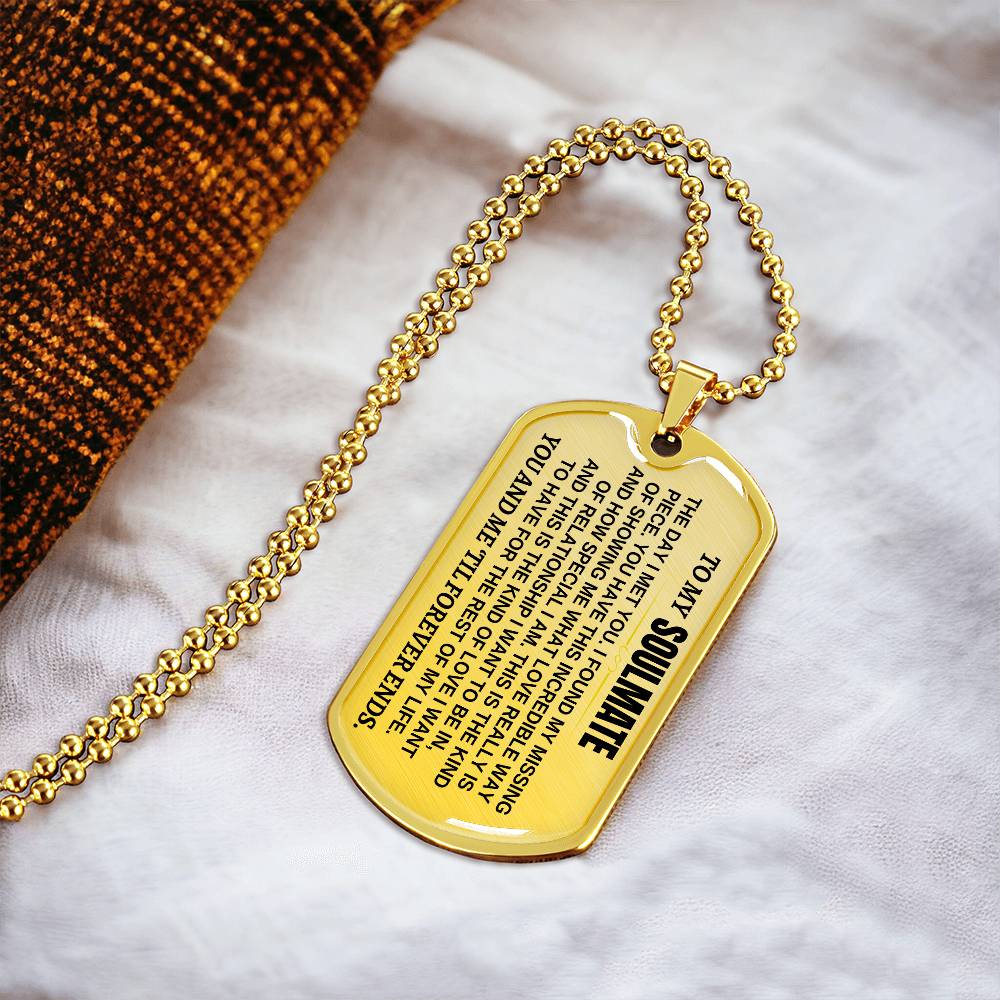 TO MY SOULMATE
THE DAY I MET YOU, I FOUND MY MISSING
PIECE. YOU HAVE THIS INCREDIBLE WAY
OF SHOWING ME WHAT LOVE REALLY IS
AND HOW SPECIAL I AM. THIS IS THE KIND
OF RELATIONSHIP I WANT TO BE IN,
AND THIS IS THE KIND OF LOVE I WANT
TO HAVE FOR THE REST OF MY LIFE.
YOU AND ME 'TIL FOREVER ENDS.